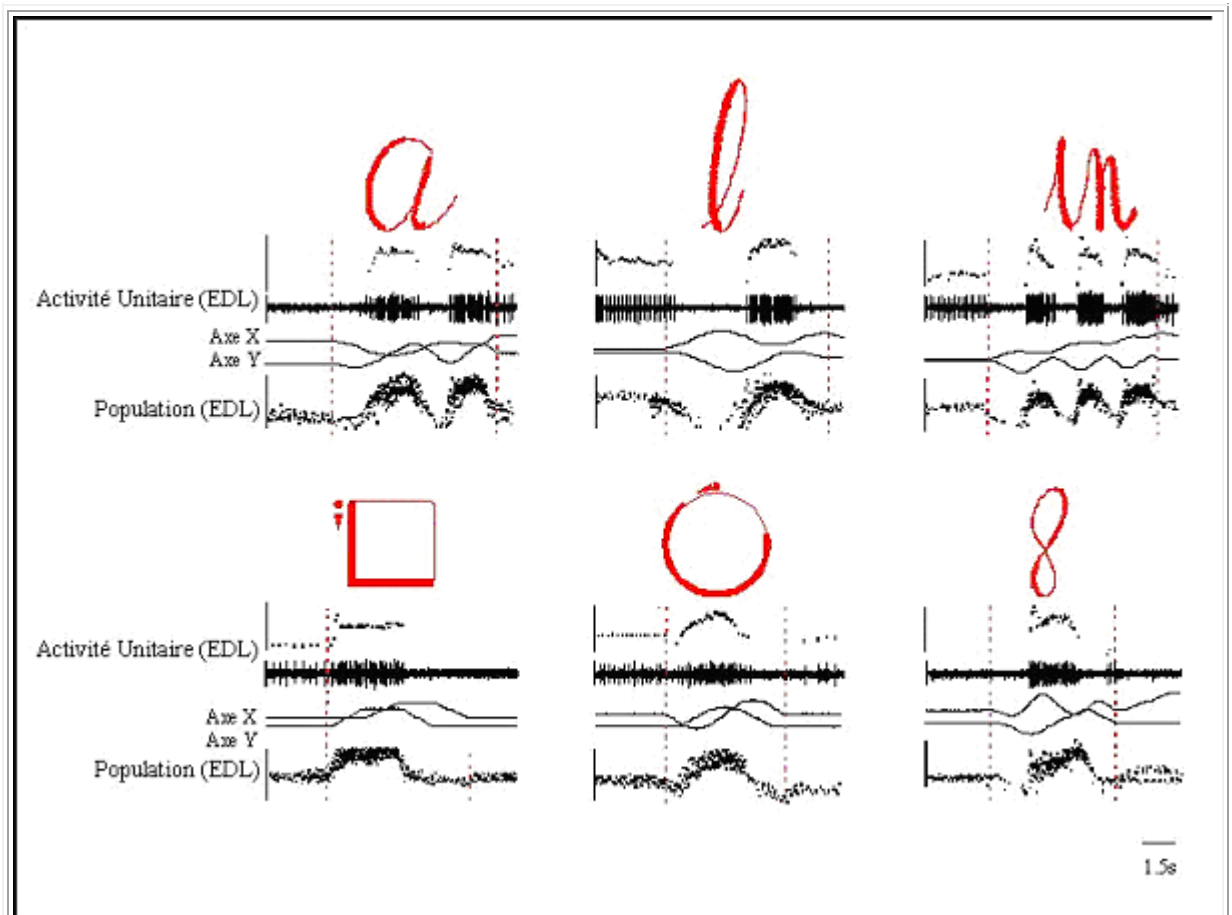 a l m
Activité Unitaire (EDL)
Axe X
Axe Y
Population (EDL)
8
Activité Unitaire (EDL)
Axe X
Axe Y
Population (EDL)
1.5s